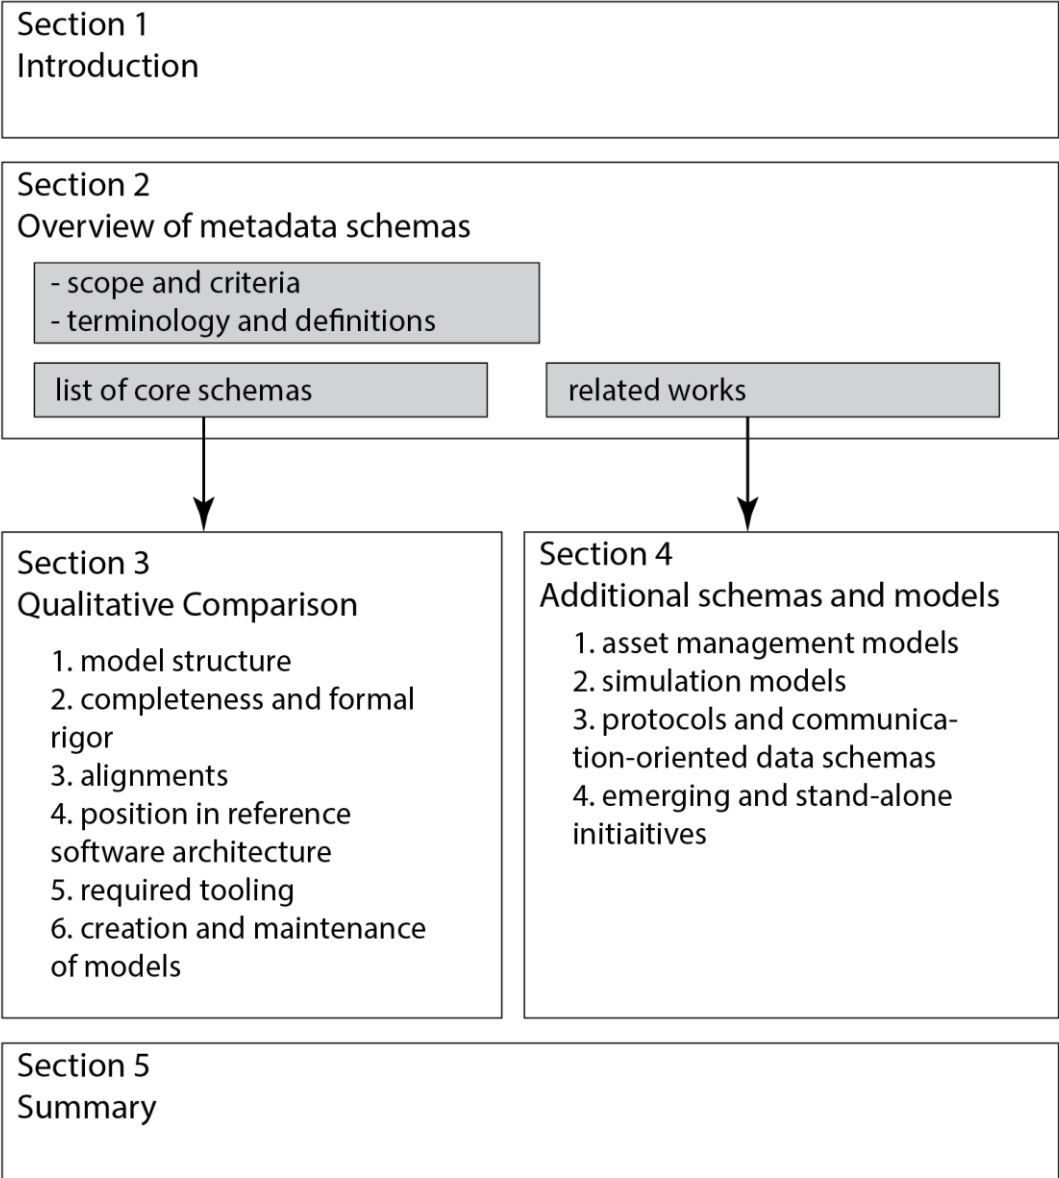 Section 1
Introduction
Section 2
Overview of metadata schemas
- scope and criteria
- terminology and definitions
list of core schemas
related works
Section 3
Qualitative Comparison
1. model structure
2. completeness and formal
rigor
3. alignments
4. position in reference
software architecture
5. required tooling
6. creation and maintenance
of models
Section 4
Additional schemas and models
1. asset management models
2. simulation models
3. protocols and communica-
tion-oriented data schemas
4. emerging and stand-alone
initiaitives
Section 5
Summary